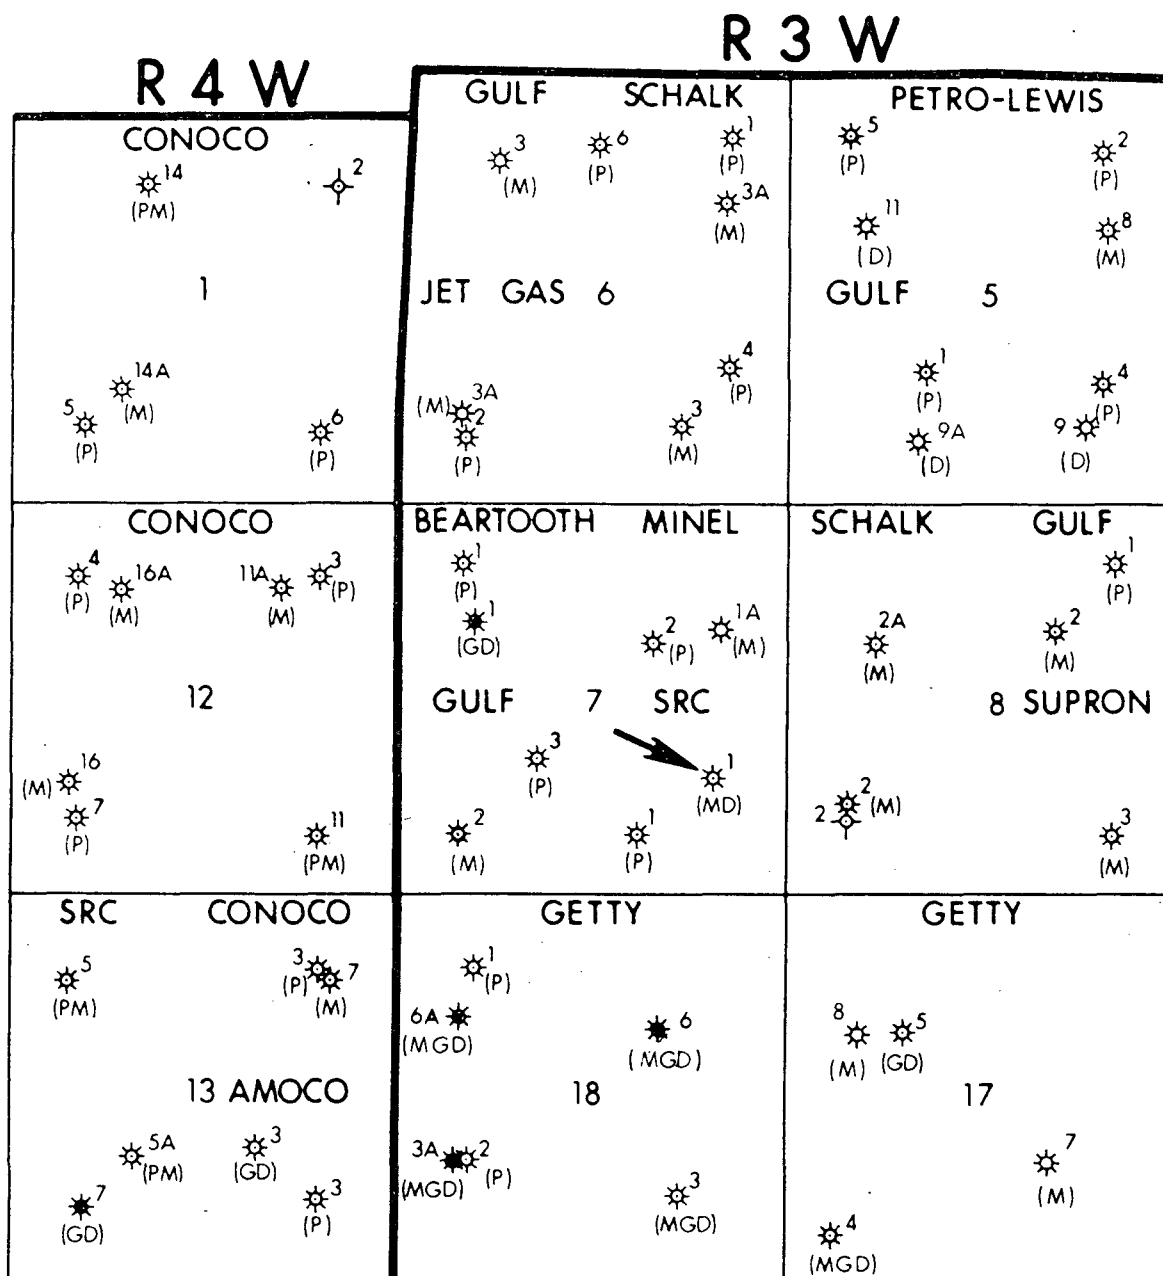 R 3 W
R 4 W
GULF SCHALK
PETRO-LEWIS
CONOCO
14
(PM)
2
1
14A
(M)
5
(P)
6
(P)
3
(M)
6
(P)
1
(P)
3A
(M)
JET GAS 6
4
(P)
(M) 3A
2
(P)
3
(M)
5
(P)
2
(P)
11
(D)
8
(M)
GULF 5
1
(P)
4
(P)
9A
(D)
9
(D)
CONOCO
4
(P)
16A
(M)
11A
(M)
3
(P)
12
16
(M)
7
(P)
11
(PM)
BEARTOOTH MINEL
1
(P)
1
(GD)
2
(P)
1A
(M)
GULF 7 SRC
3
(P)
1
(MD)
2
(M)
1
(P)
SCHALK GULF
1
(P)
2A
(M)
2
(M)
8 SUPRON
2
(M)
2
3
(M)
SRC CONOCO
5
(PM)
3
(P)
7
(M)
13 AMOCO
5A
(PM)
3
(GD)
7
(GD)
3
(P)
GETTY
1
(P)
6A
(MGD)
6
(MGD)
18
3A
(MGD)
2
(P)
3
(MGD)
GETTY
8
(M)
5
(GD)
17
7
(M)
4
(MGD)